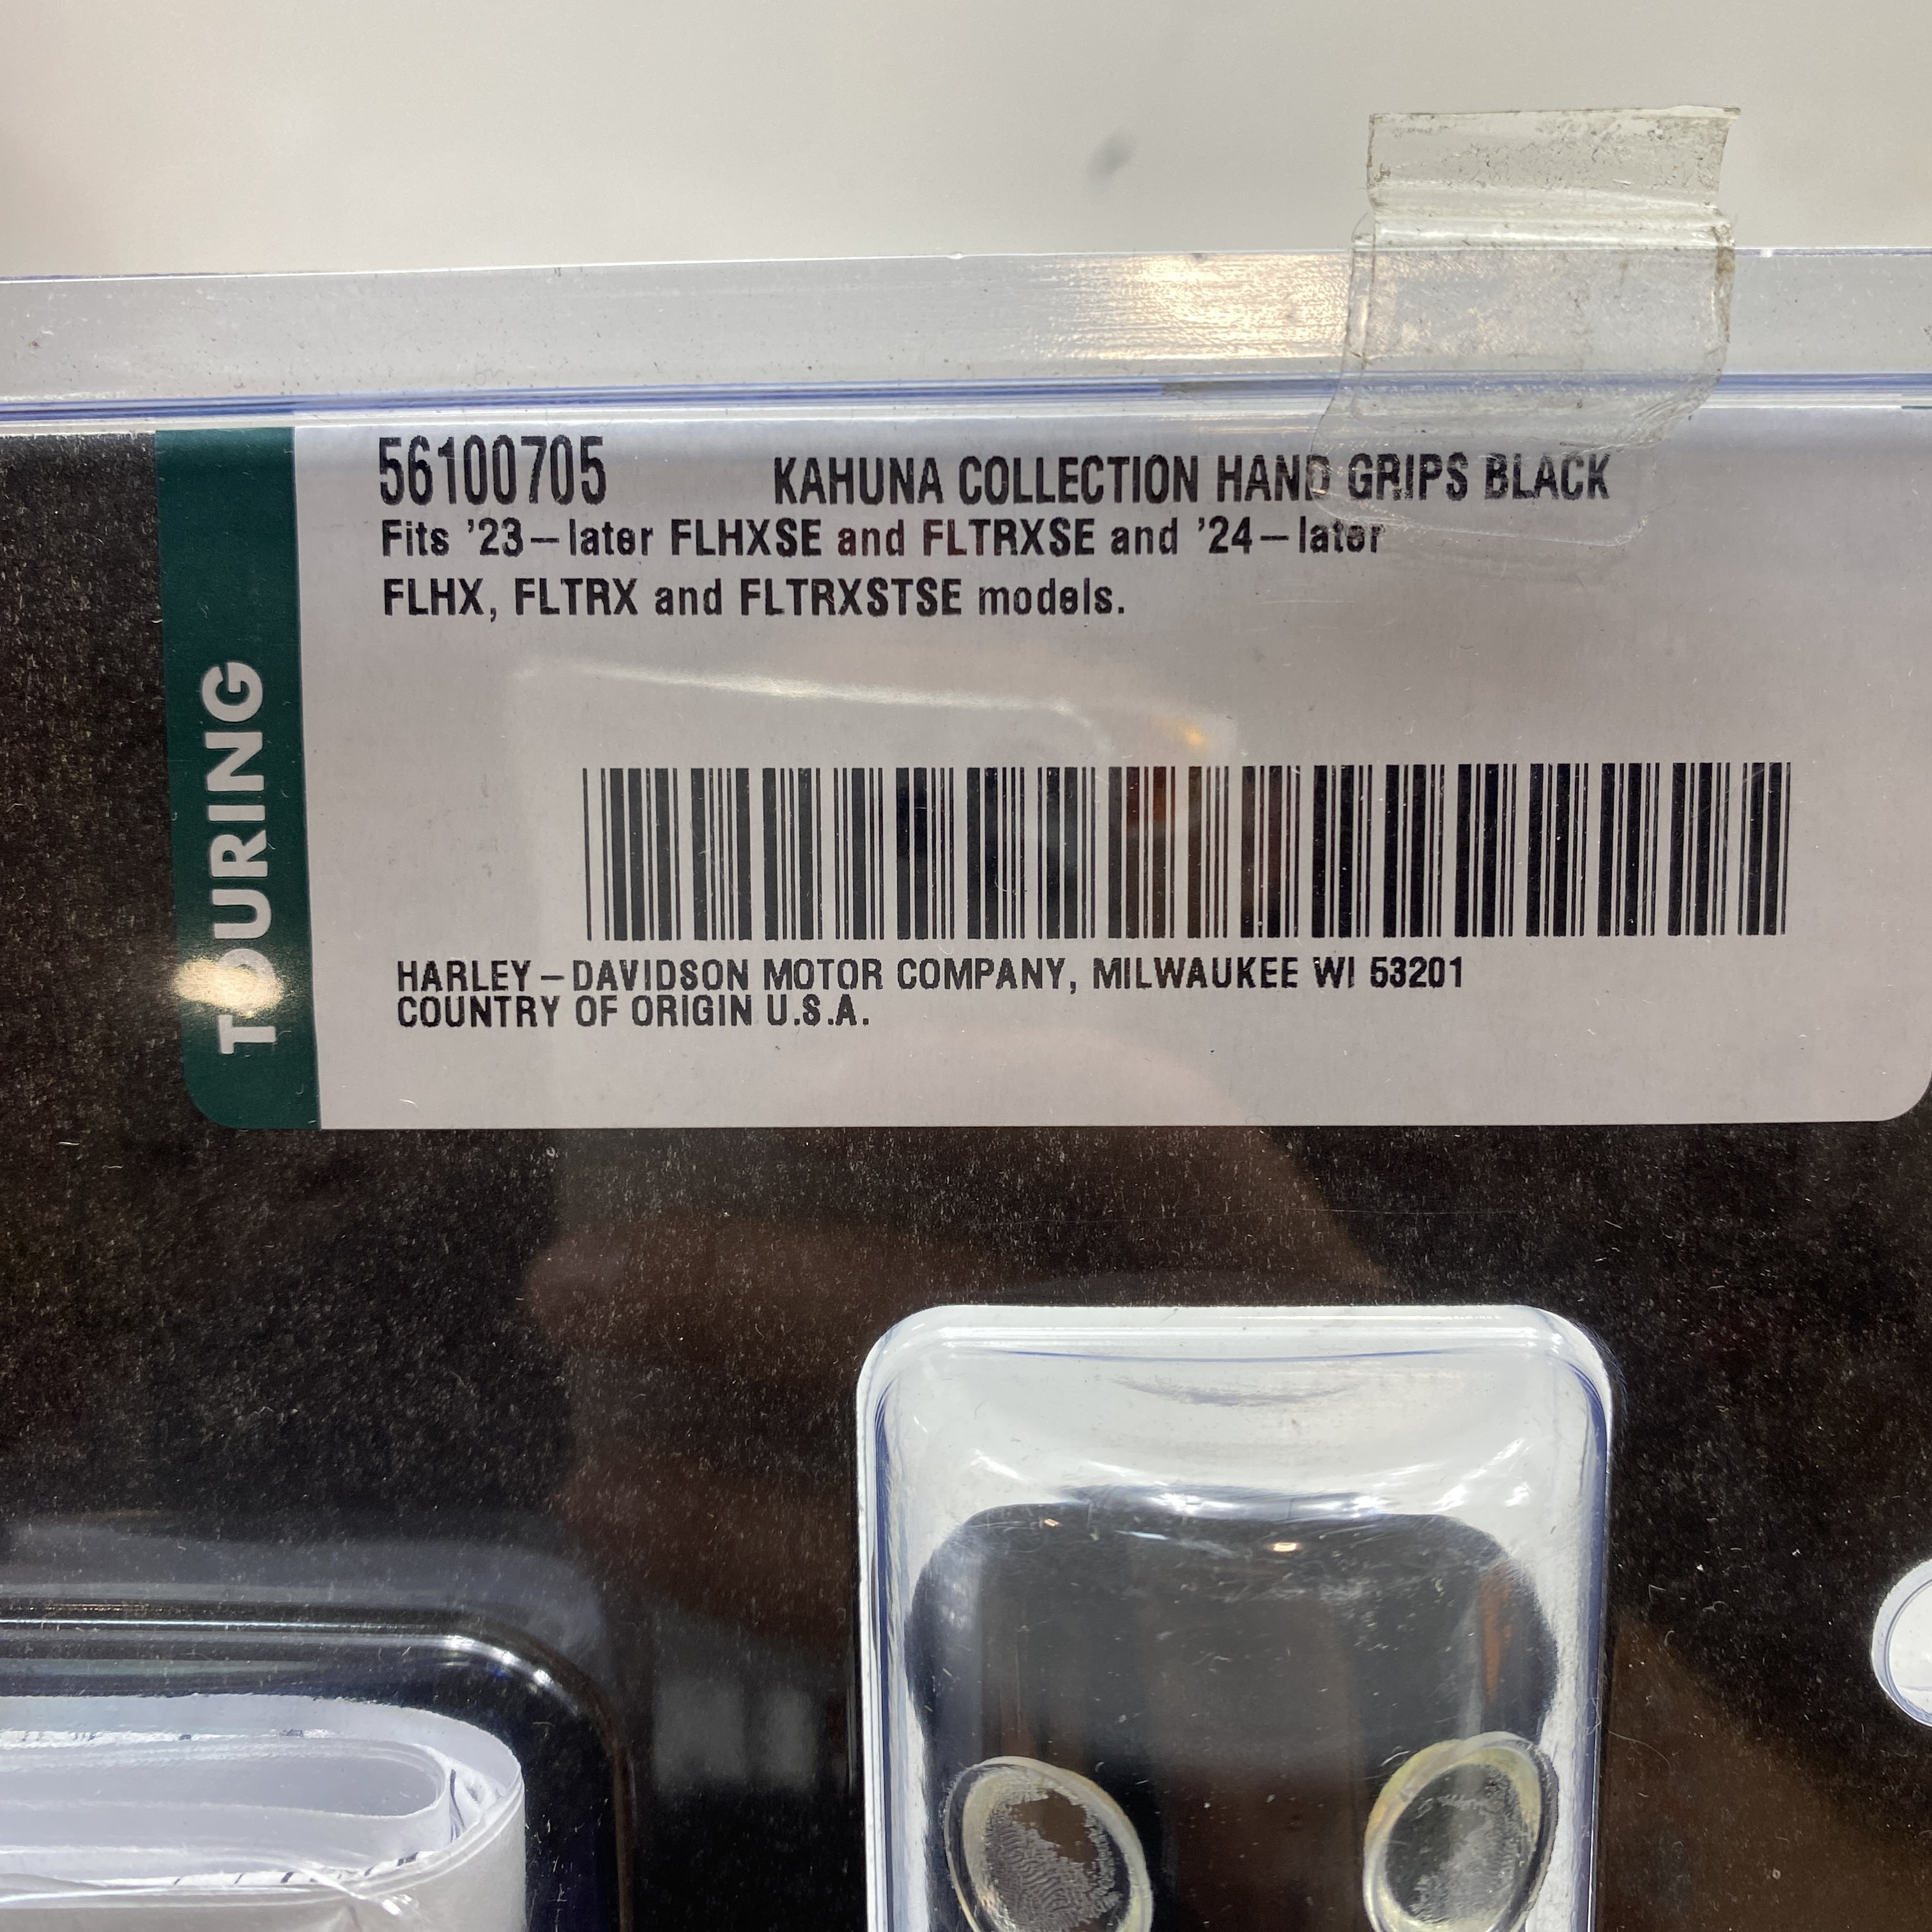 56100705 KAHUNA COLLECTION HAND GRIPS BLACK
Fits '23–later FLHXSE and FLTRXSE and '24–later
FLHX, FLTRX and FLTRXSTSE models.
TOURING
HARLEY–DAVIDSON MOTOR COMPANY, MILWAUKEE WI 53201
COUNTRY OF ORIGIN U.S.A.